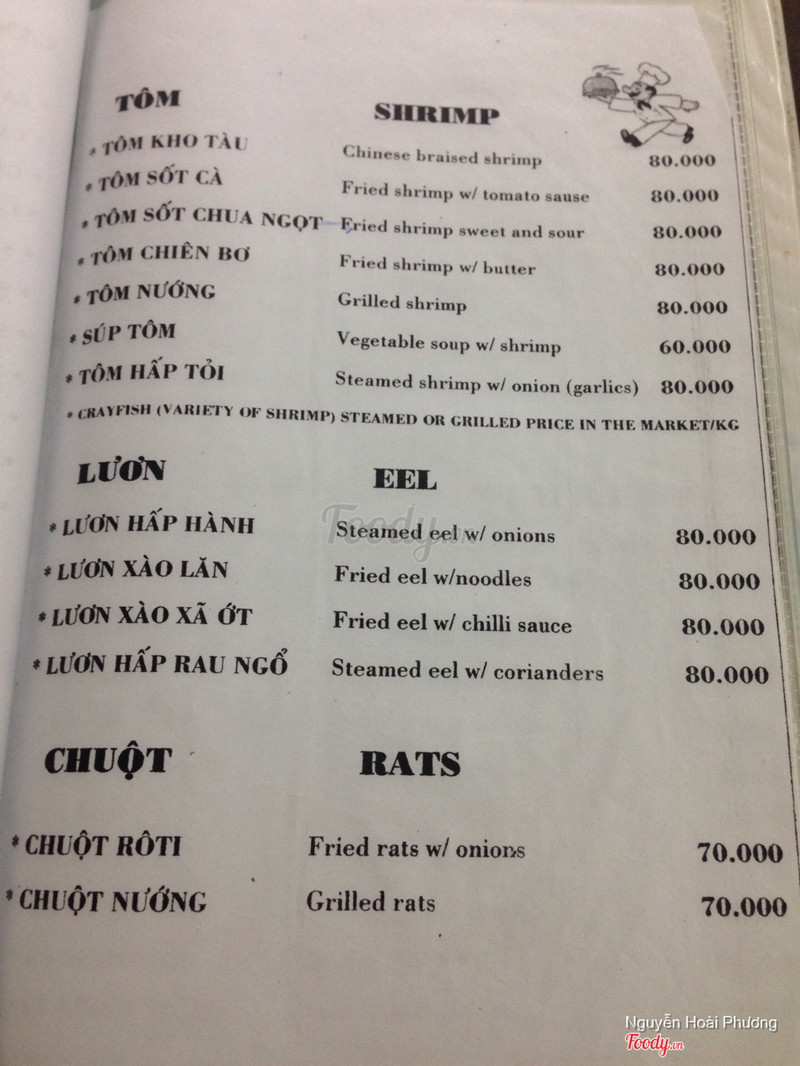 TÔM SHRIMP
* TÔM KHO TÀU Chinese braised shrimp 80.000
* TÔM SỐT CÀ Fried shrimp w/ tomato sause 80.000
* TÔM SỐT CHUA NGỌT Fried shrimp sweet and sour 80.000
* TÔM CHIÊN BƠ Fried shrimp w/ butter 80.000
* TÔM NƯỚNG Grilled shrimp 80.000
* SÚP TÔM Vegetable soup w/ shrimp 60.000
* TÔM HẤP TỎI Steamed shrimp w/ onion (garlics) 80.000
* CRAYFISH (VARIETY OF SHRIMP) STEAMED OR GRILLED PRICE IN THE MARKET/KG
LƯƠN EEL
* LƯƠN HẤP HÀNH Steamed eel w/ onions 80.000
* LƯƠN XÀO LĂN Fried eel w/noodles 80.000
* LƯƠN XÀO XÃ ỚT Fried eel w/ chilli sauce 80.000
* LƯƠN HẤP RAU NGỔ Steamed eel w/ corianders 80.000
CHUỘT RATS
* CHUỘT RÔTI Fried rats w/ onions 70.000
* CHUỘT NƯỚNG Grilled rats 70.000
Foody.vn
Nguyễn Hoài Phương
Foody.vn